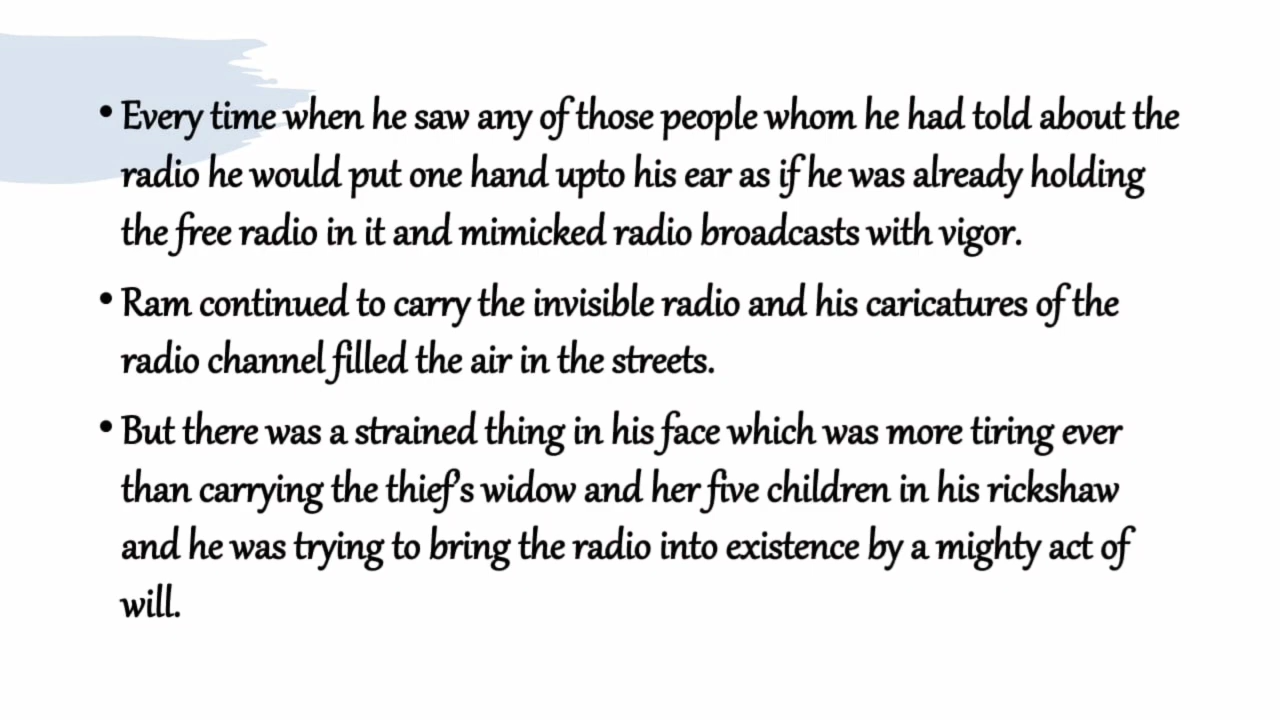 • Every time when he saw any of those people whom he had told about the
radio he would put one hand upto his ear as if he was already holding
the free radio in it and mimicked radio broadcasts with vigor.
• Ram continued to carry the invisible radio and his caricatures of the
radio channel filled the air in the streets.
• But there was a strained thing in his face which was more tiring ever
than carrying the thief's widow and her five children in his rickshaw
and he was trying to bring the radio into existence by a mighty act of
will.